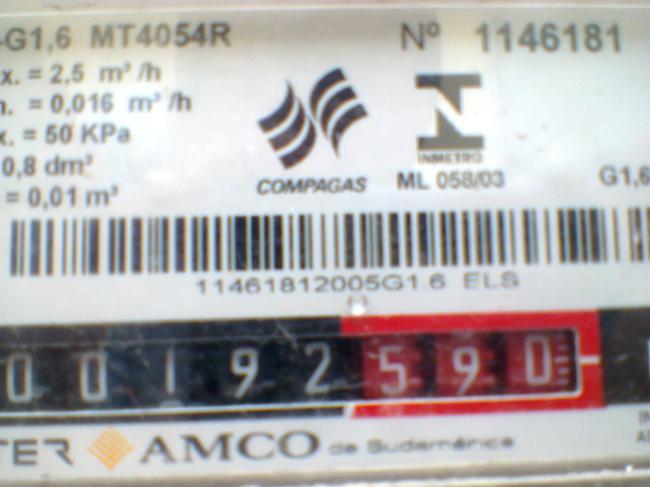 -G1,6 MT4054R Nº 1146181
x. = 2,5 m³/h
n. = 0,016 m³/h
x. = 50 KPa
0,8 dm³
= 0,01 m³
COMPAGAS
INMETRO
ML 058/03
G1,6
11461812005G1.6 ELS
00192590
TER AMCO de Sudamérica